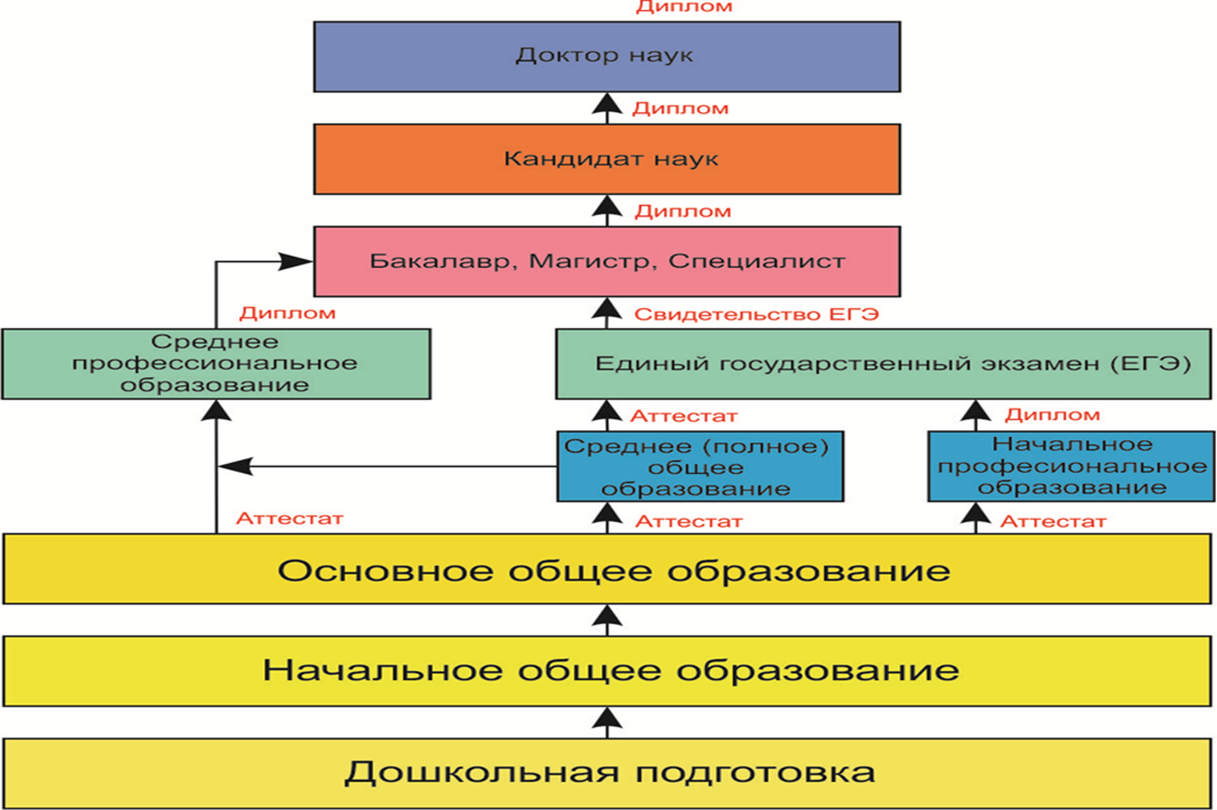 Диплом
Доктор наук
Диплом
Кандидат наук
Диплом
Бакалавр, Магистр, Специалист
Диплом
Свидетельство ЕГЭ
Среднее
профессиональное
образование
Единый государственный экзамен (ЕГЭ)
Аттестат
Диплом
Среднее (полное)
общее
образование
Начальное
професиональное
образование
Аттестат
Аттестат
Аттестат
Основное общее образование
Начальное общее образование
Дошкольная подготовка